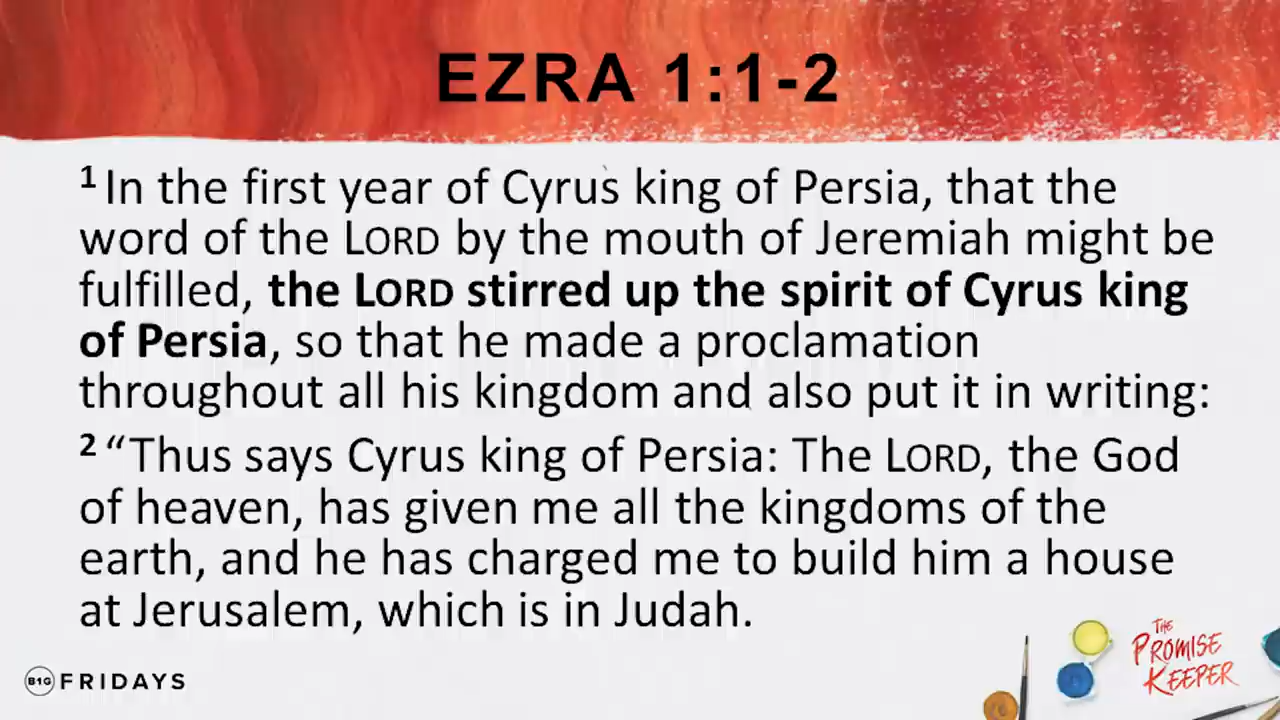 EZRA 1:1-2
1 In the first year of Cyrus king of Persia, that the
word of the LORD by the mouth of Jeremiah might be
fulfilled, the LORD stirred up the spirit of Cyrus king
of Persia, so that he made a proclamation
throughout all his kingdom and also put it in writing:
2 “Thus says Cyrus king of Persia: The LORD, the God
of heaven, has given me all the kingdoms of the
earth, and he has charged me to build him a house
at Jerusalem, which is in Judah.
B1G FRIDAYS
THE
PROMISE
KEEPER